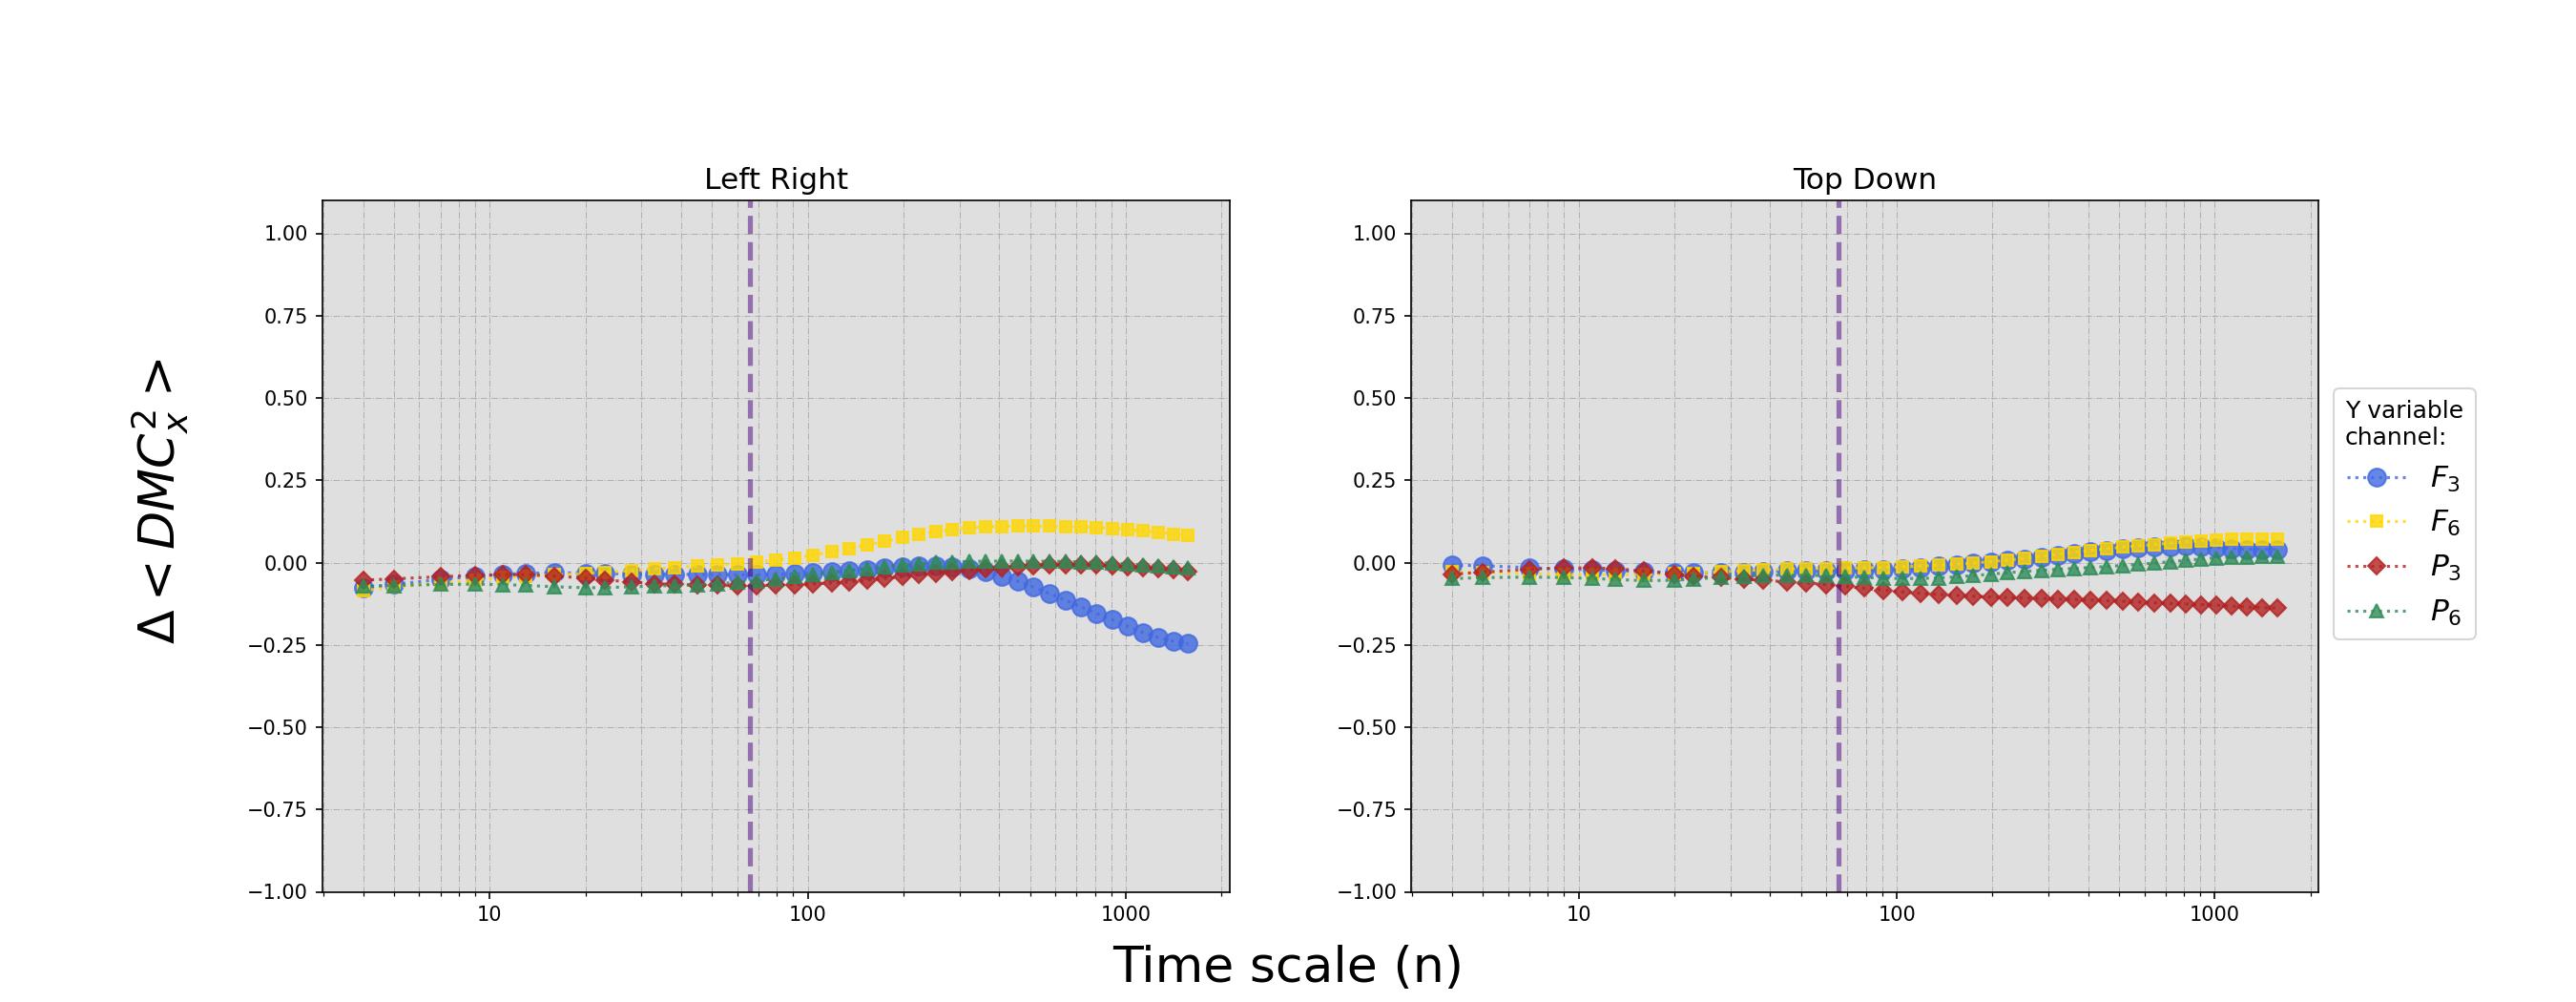 Left Right
Top Down
1.00
0.75
0.50
0.25
0.00
−0.25
−0.50
−0.75
−1.00
10 100 1000
1.00
0.75
0.50
0.25
0.00
−0.25
−0.50
−0.75
−1.00
10 100 1000
Δ < DMC²ₓ >
Time scale (n)
Y variable
channel:
F₃
F₆
P₃
P₆